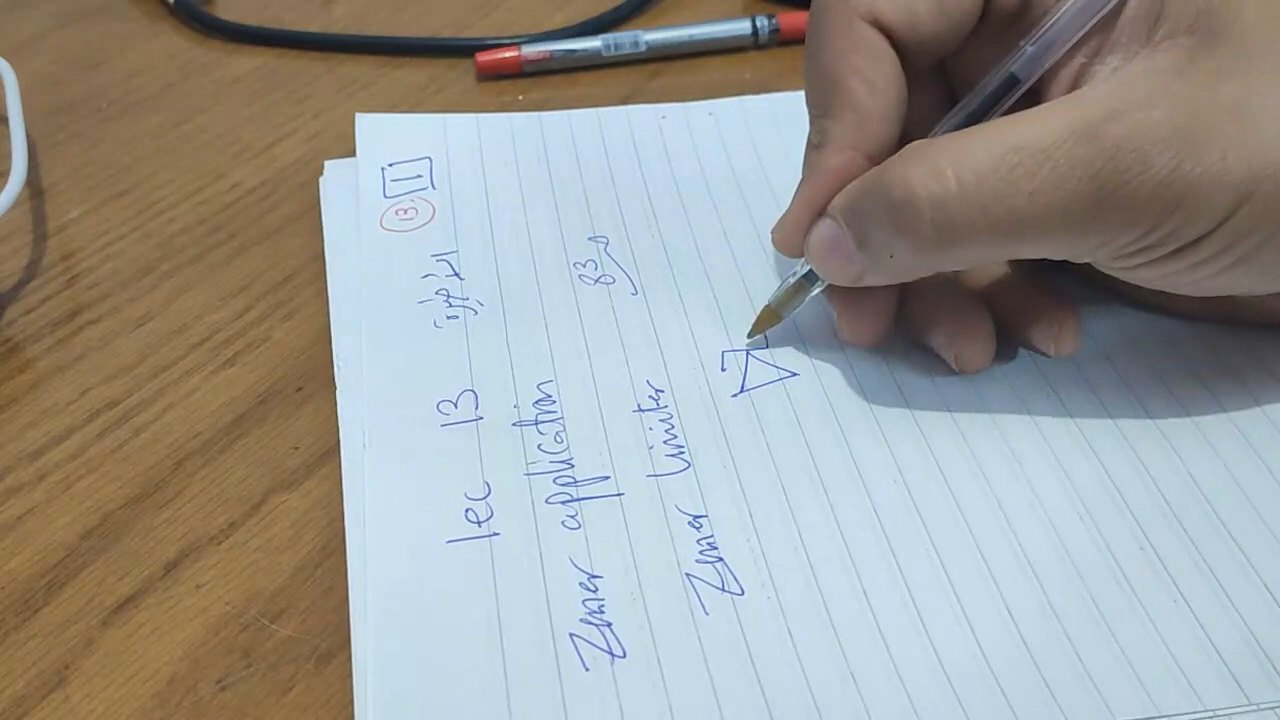 lec 13
13. 1
Zener application
Zener Limiter